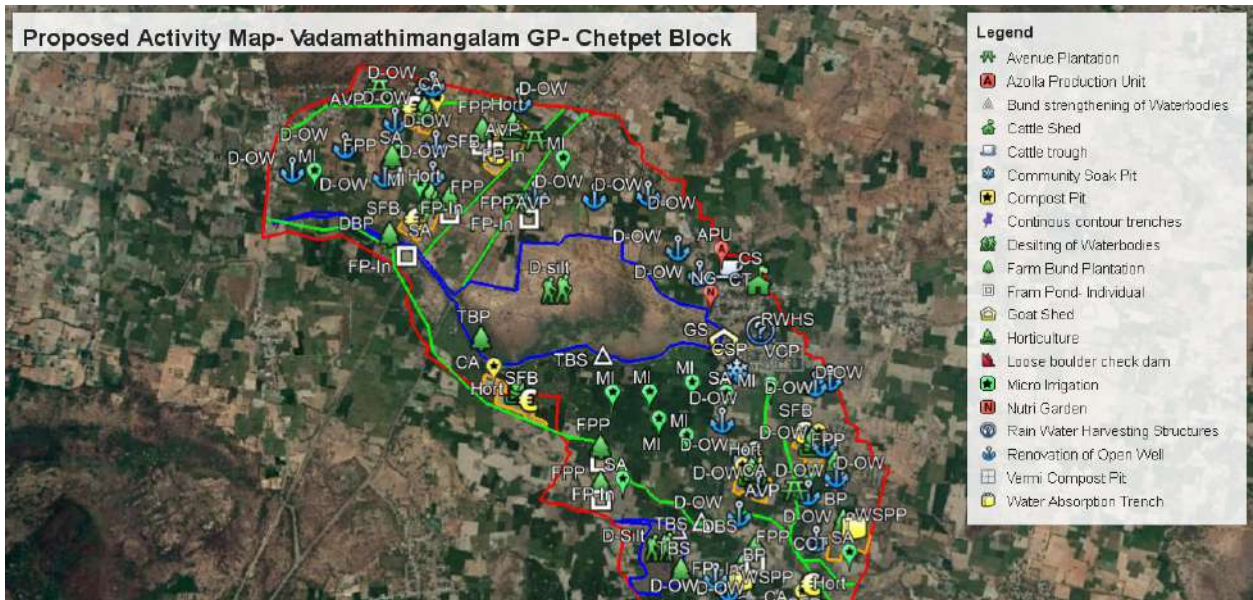 Proposed Activity Map- Vadamathimangalam GP- Chetpet Block
Legend
Avenue Plantation
Azolla Production Unit
Bund strengthening of Waterbodies
Cattle Shed
Cattle trough
Community Soak Pit
Compost Pit
Continous contour trenches
Desilting of Waterbodies
Farm Bund Plantation
Fram Pond- Individual
Goat Shed
Horticulture
Loose boulder check dam
Micro Irrigation
Nutri Garden
Rain Water Harvesting Structures
Renovation of Open Well
Vermi Compost Pit
Water Absorption Trench
D-OW
CA
D-OW
AVP D-OW
FPP Hort
D-OW
D-OW
SA
SFB
AVP
MI
FPP
D-OW
FP-In
D-OW
MI
D-OW
MI
Hort
FPP
D-OW
D-OW
D-OW
SFB
SA
FP-In
FPP AVP
FP-In
DBP
FP-In
D-OW
APU
CS
D-OW
NG
CT
D-silt
TBP
GS
RWHS
CSP
VCP
TBS
CA
SFB
Hort
MI
MI
MI
SA
MI
D-OW
D-OW
D-OW
MI
MI
D-OW
SFB
D-OW
FPP
FPP
SA
FPP
FP-In
Hort
D-OW
CA
AVP
D-OW
D-OW
BP
D-OW
D-Silt
TBS
TBS
DBS
D-OW
WSPP
SA
CCT
FPP
BP
FP-In
WSPP
D-OW
D-OW
CA
Hort